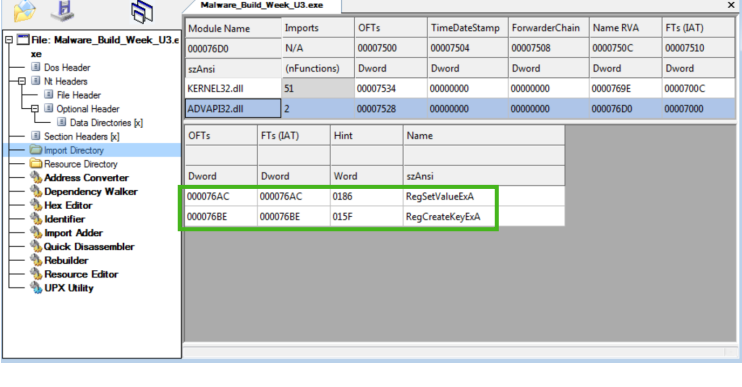 Malware_Build_Week_U3.exe
File: Malware_Build_Week_U3.e
xe
Dos Header
Nt Headers
File Header
Optional Header
Data Directories [x]
Section Headers [x]
Import Directory
Resource Directory
Address Converter
Dependency Walker
Hex Editor
Identifier
Import Adder
Quick Disassembler
Rebuilder
Resource Editor
UPX Utility
Module Name Imports OFTs TimeDateStamp ForwarderChain Name RVA FTs (IAT)
000076D0 N/A 00007500 00007504 00007508 0000750C 00007510
szAnsi (nFunctions) Dword Dword Dword Dword Dword
KERNEL32.dll 51 00007534 00000000 00000000 0000769E 0000700C
ADVAPI32.dll 2 00007528 00000000 00000000 000076D0 00007000
OFTs FTs (IAT) Hint Name
Dword Dword Word szAnsi
000076AC 000076AC 0186 RegSetValueExA
000076BE 000076BE 015F RegCreateKeyExA